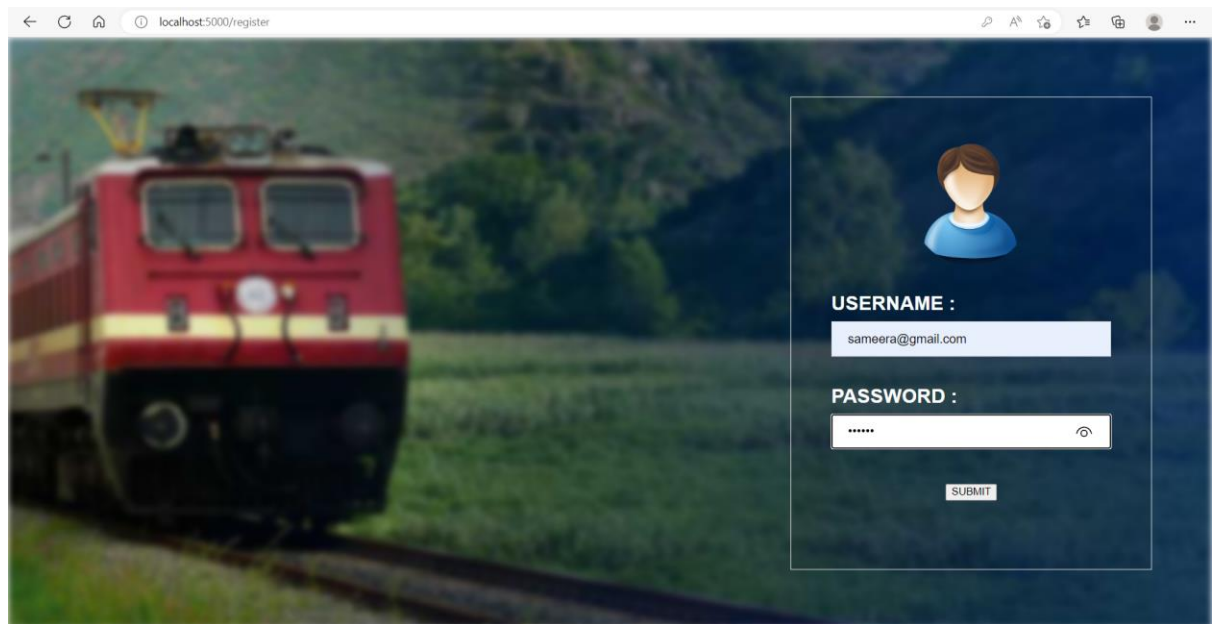 localhost:5000/register
USERNAME :
sameera@gmail.com
PASSWORD :
••••••
SUBMIT